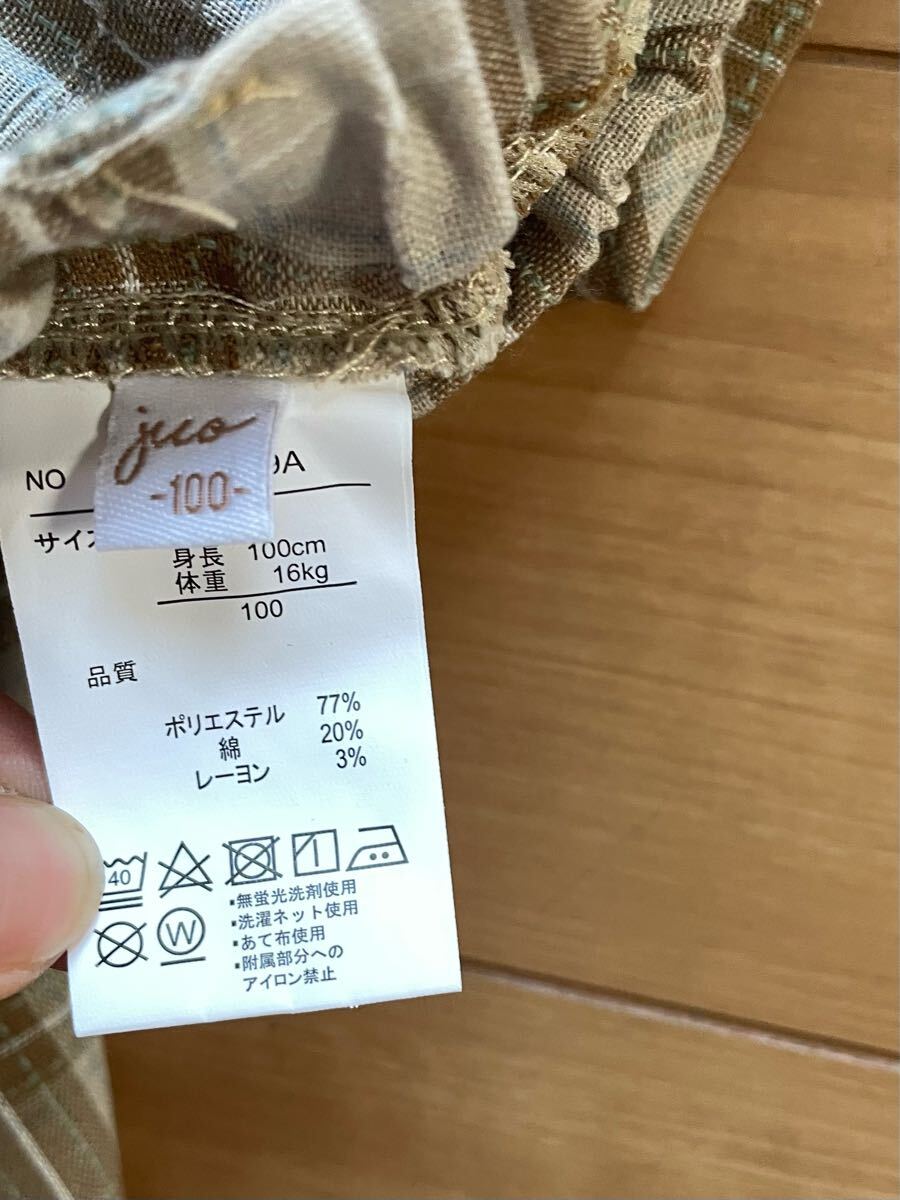 juo
-100-
NO 9A
サイズ
身長 100cm
体重 16kg
100
品質
ポリエステル 77%
綿 20%
レーヨン 3%
40
W
・無蛍光洗剤使用
・洗濯ネット使用
・あて布使用
・附属部分への
アイロン禁止